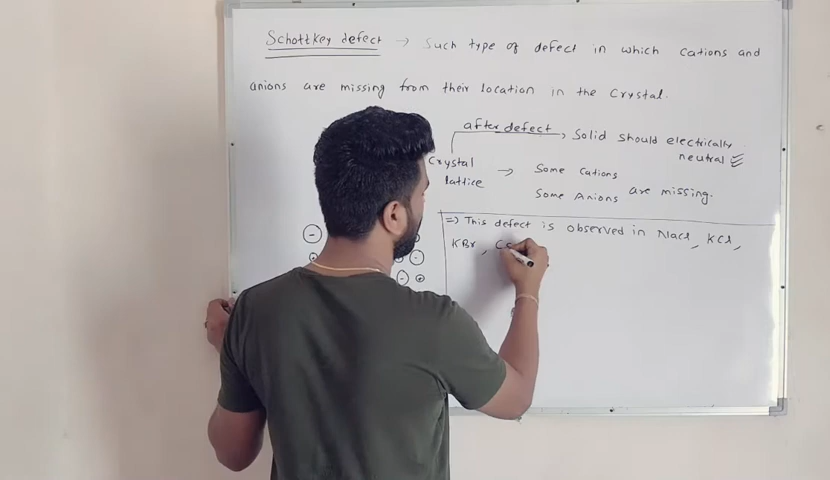 Schottkey defect → Such type of defect in which cations and
anions are missing from their location in the crystal.
after defect, Solid should electrically
neutral
Crystal
lattice → Some Cations
Some Anions are missing.
=> This defect is observed in NaCl, KCl,
KBr,